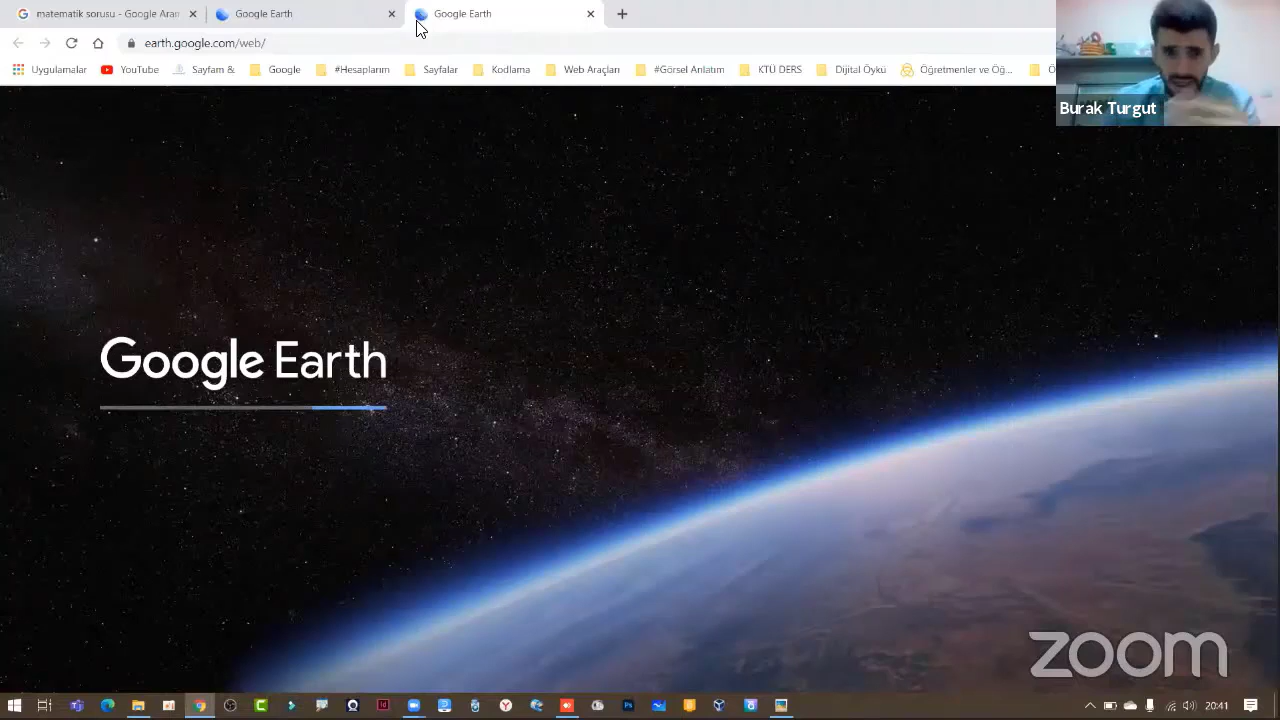 matematik sorusu - Google Aram
Google Earth
Google Earth
earth.google.com/web/
Uygulamalar
YouTube
Sayfam &
Google
#Hesaplarım
Sayfalar
Kodlama
Web Araçları
#Görsel Anlatım
KTÜ DERS
Dijital Öykü
Öğretmenler ve Öğ...
Burak Turgut
Google Earth
zoom
20:41